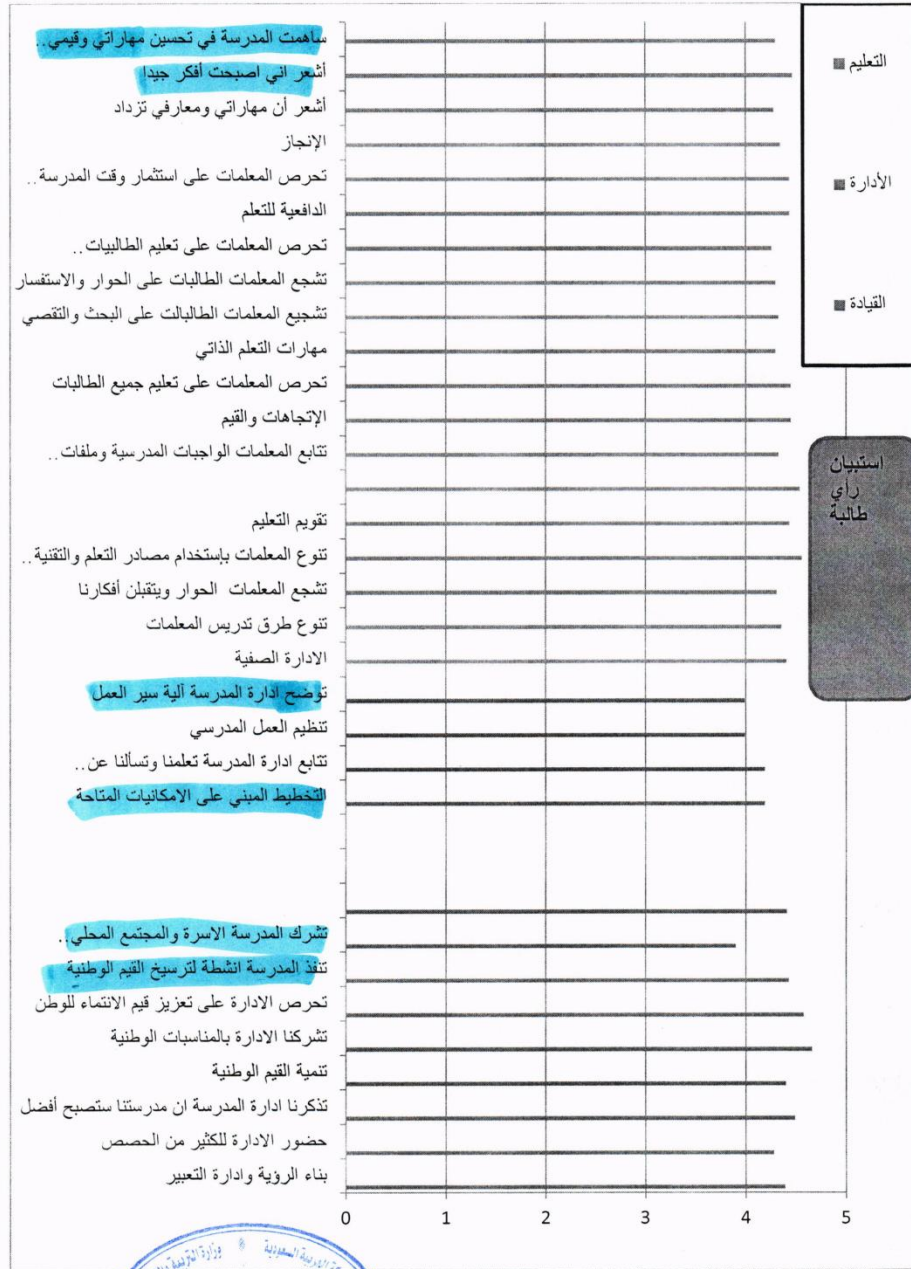 ساهمت المدرسة في تحسين مهاراتي وقيمي..
أشعر اني اصبحت أفكر جيدا
أشعر أن مهاراتي ومعارفي تزداد
الإنجاز
تحرص المعلمات على استثمار وقت المدرسة..
الدافعية للتعلم
تحرص المعلمات على تعليم الطالبيات..
تشجع المعلمات الطالبات على الحوار والاستفسار
تشجيع المعلمات الطالبالت على البحث والتقصي
مهارات التعلم الذاتي
تحرص المعلمات على تعليم جميع الطالبات
الإتجاهات والقيم
تتابع المعلمات الواجبات المدرسية وملفات..
تقويم التعليم
تنوع المعلمات بإستخدام مصادر التعلم والتقنية..
تشجع المعلمات الحوار ويتقبلن أفكارنا
تنوع طرق تدريس المعلمات
الادارة الصفية
توضح ادارة المدرسة آلية سير العمل
تنظيم العمل المدرسي
تتابع ادارة المدرسة تعلمنا وتسألنا عن..
التخطيط المبني على الامكانيات المتاحة
تشرك المدرسة الاسرة والمجتمع المحلي..
تنفذ المدرسة انشطة لترسيخ القيم الوطنية
تحرص الادارة على تعزيز قيم الانتماء للوطن
تشركنا الادارة بالمناسبات الوطنية
تنمية القيم الوطنية
تذكرنا ادارة المدرسة ان مدرستنا ستصبح أفضل
حضور الادارة للكثير من الحصص
بناء الرؤية وادارة التعبير
0 1 2 3 4 5
التعليم
الأدارة
القيادة
استبيان
رأي
طالبة